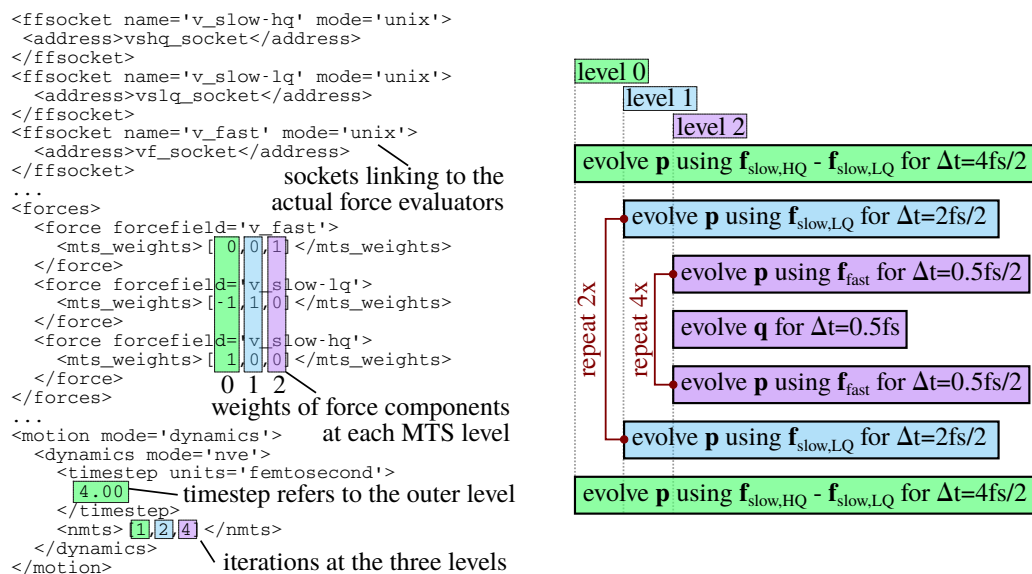 <ffsocket name='v_slow-hq' mode='unix'>
<address>vshq_socket</address>
</ffsocket>
<ffsocket name='v_slow-lq' mode='unix'>
<address>vslq_socket</address>
</ffsocket>
<ffsocket name='v_fast' mode='unix'>
<address>vf_socket</address>
</ffsocket>
sockets linking to the
actual force evaluators
...
<forces>
<force forcefield='v_fast'>
<mts_weights>[ 0,0,1]</mts_weights>
</force>
<force forcefield='v_slow-lq'>
<mts_weights>[-1,1,0]</mts_weights>
</force>
<force forcefield='v_slow-hq'>
<mts_weights>[ 1,0,0]</mts_weights>
</force>
</forces>
0 1 2
weights of force components
at each MTS level
...
<motion mode='dynamics'>
<dynamics mode='nve'>
<timestep units='femtosecond'>
4.00
timestep refers to the outer level
</timestep>
<nmts>[1,2,4]</nmts>
</dynamics>
iterations at the three levels
</motion>
level 0
level 1
level 2
evolve p using f_slow,HQ - f_slow,LQ for Δt=4fs/2
evolve p using f_slow,LQ for Δt=2fs/2
evolve p using f_fast for Δt=0.5fs/2
evolve q for Δt=0.5fs
evolve p using f_fast for Δt=0.5fs/2
evolve p using f_slow,LQ for Δt=2fs/2
evolve p using f_slow,HQ - f_slow,LQ for Δt=4fs/2
repeat 2x
repeat 4x